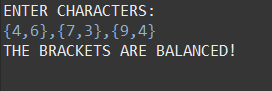 ENTER CHARACTERS:
{4,6},{7,3},{9,4}
THE BRACKETS ARE BALANCED!